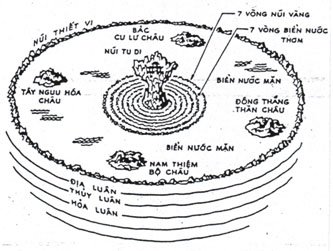 NÚI THIẾT VI
BẮC
CU LƯ CHÂU
NÚI TU DI
7 VÒNG NÚI VÀNG
7 VÒNG BIỂN NƯỚC
THƠM
TÂY NGƯU HÓA
CHÂU
BIỂN NƯỚC MẶN
ĐÔNG THẮNG
THÂN CHÂU
BIỂN NƯỚC MẶN
NAM THIỆM
BỘ CHÂU
ĐỊA LUÂN
THỦY LUÂN
HỎA LUÂN